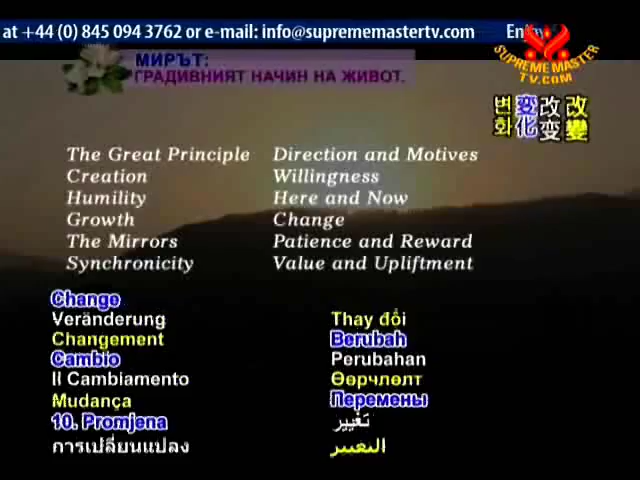 at +44 (0) 845 094 3762 or e-mail: info@suprememastertv.com
SUPREME MASTER
TV.COM
МИРЪТ:
ГРАДИВНИЯТ НАЧИН НА ЖИВОТ.
변화 變化 改变 改變
The Great Principle Direction and Motives
Creation Willingness
Humility Here and Now
Growth Change
The Mirrors Patience and Reward
Synchronicity Value and Upliftment
Change
Veränderung Thay đổi
Changement Berubah
Cambio Perubahan
Il Cambiamento Өөрчлөлт
Mudança Перемены
10. Promjena تغيير
การเปลี่ยนแปลง التغيير